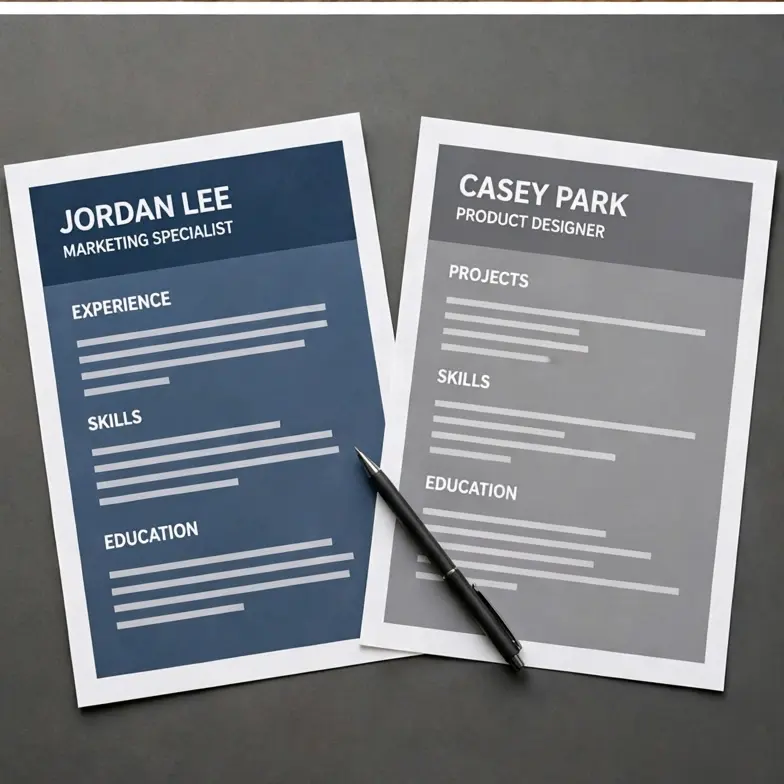 JORDAN LEE
MARKETING SPECIALIST
EXPERIENCE
SKILLS
EDUCATION
CASEY PARK
PRODUCT DESIGNER
PROJECTS
SKILLS
EDUCATION